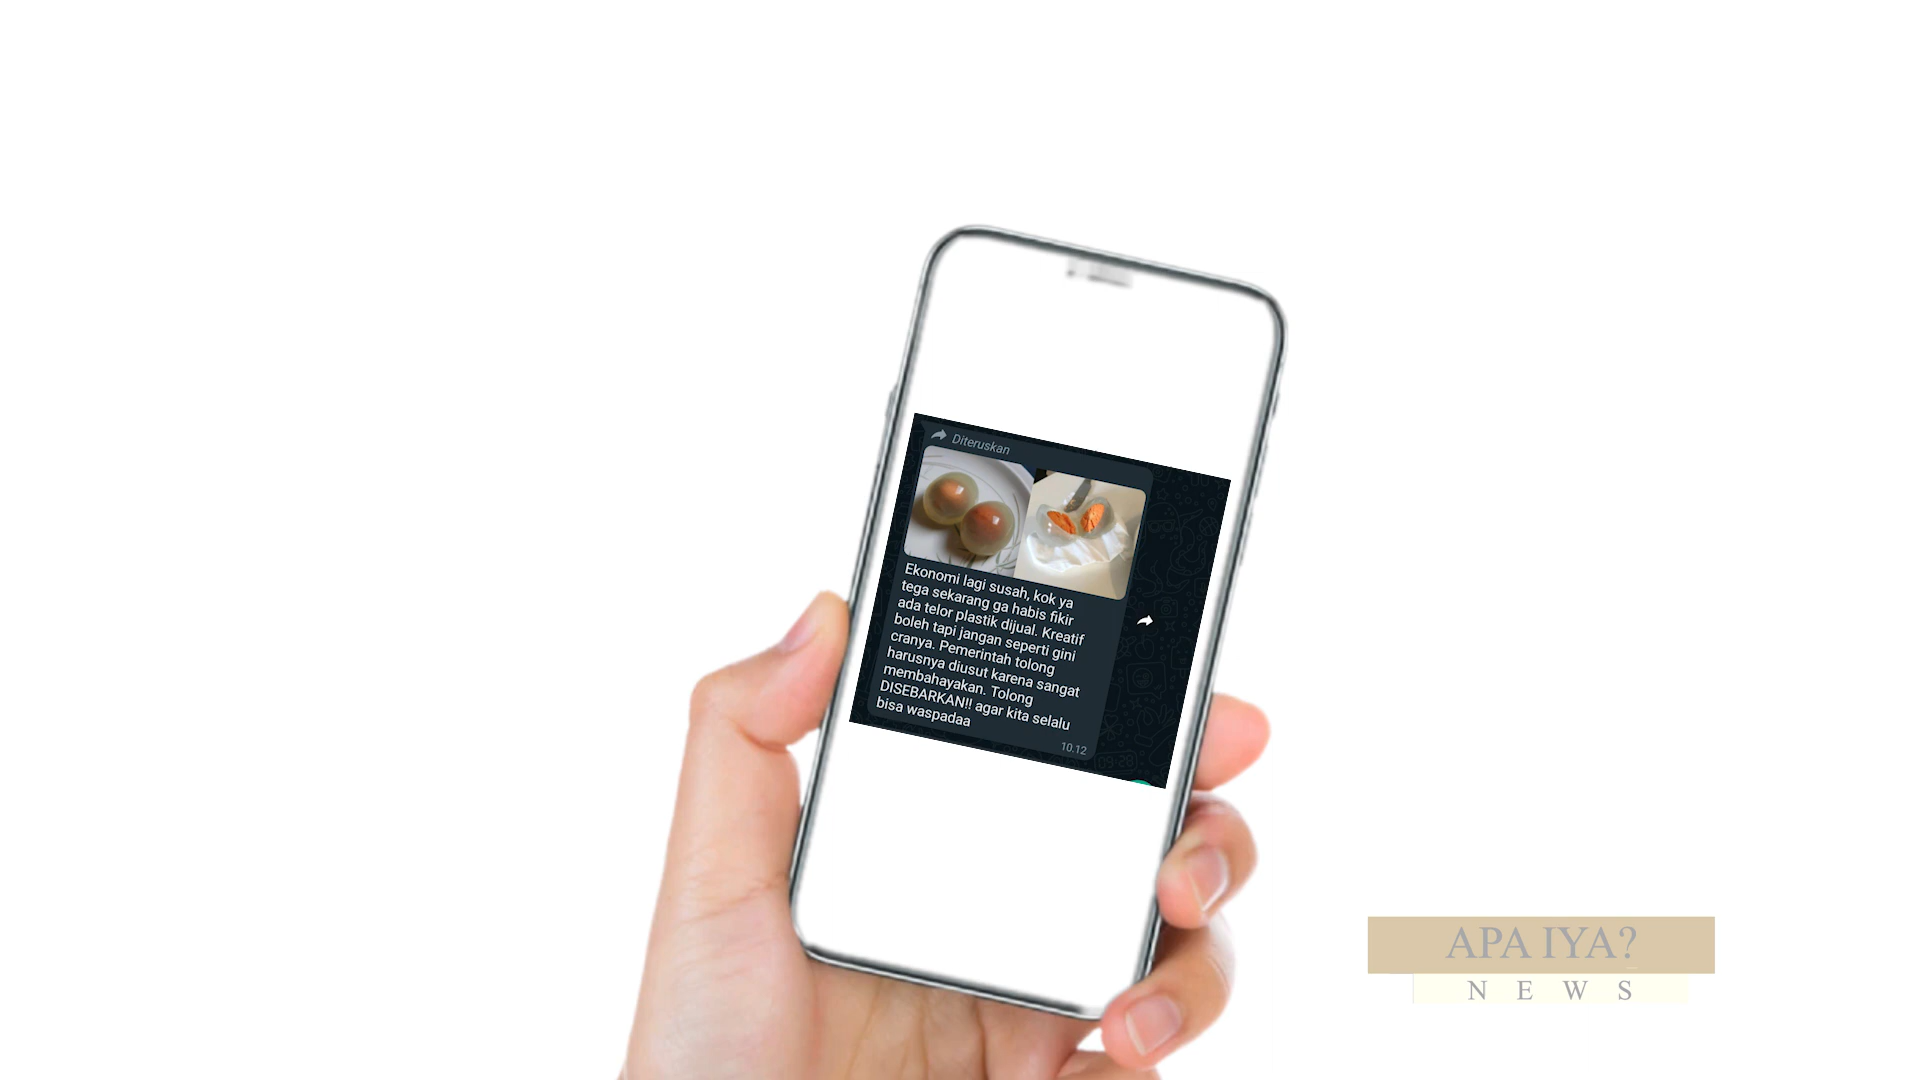 Diteruskan
Ekonomi lagi susah, kok ya
tega sekarang ga habis fikir
ada telor plastik dijual. Kreatif
boleh tapi jangan seperti gini
cranya. Pemerintah tolong
harusnya diusut karena sangat
membahayakan. Tolong
DISEBARKAN!! agar kita selalu
bisa waspadaa
10.12
APA IYA?
NEWS